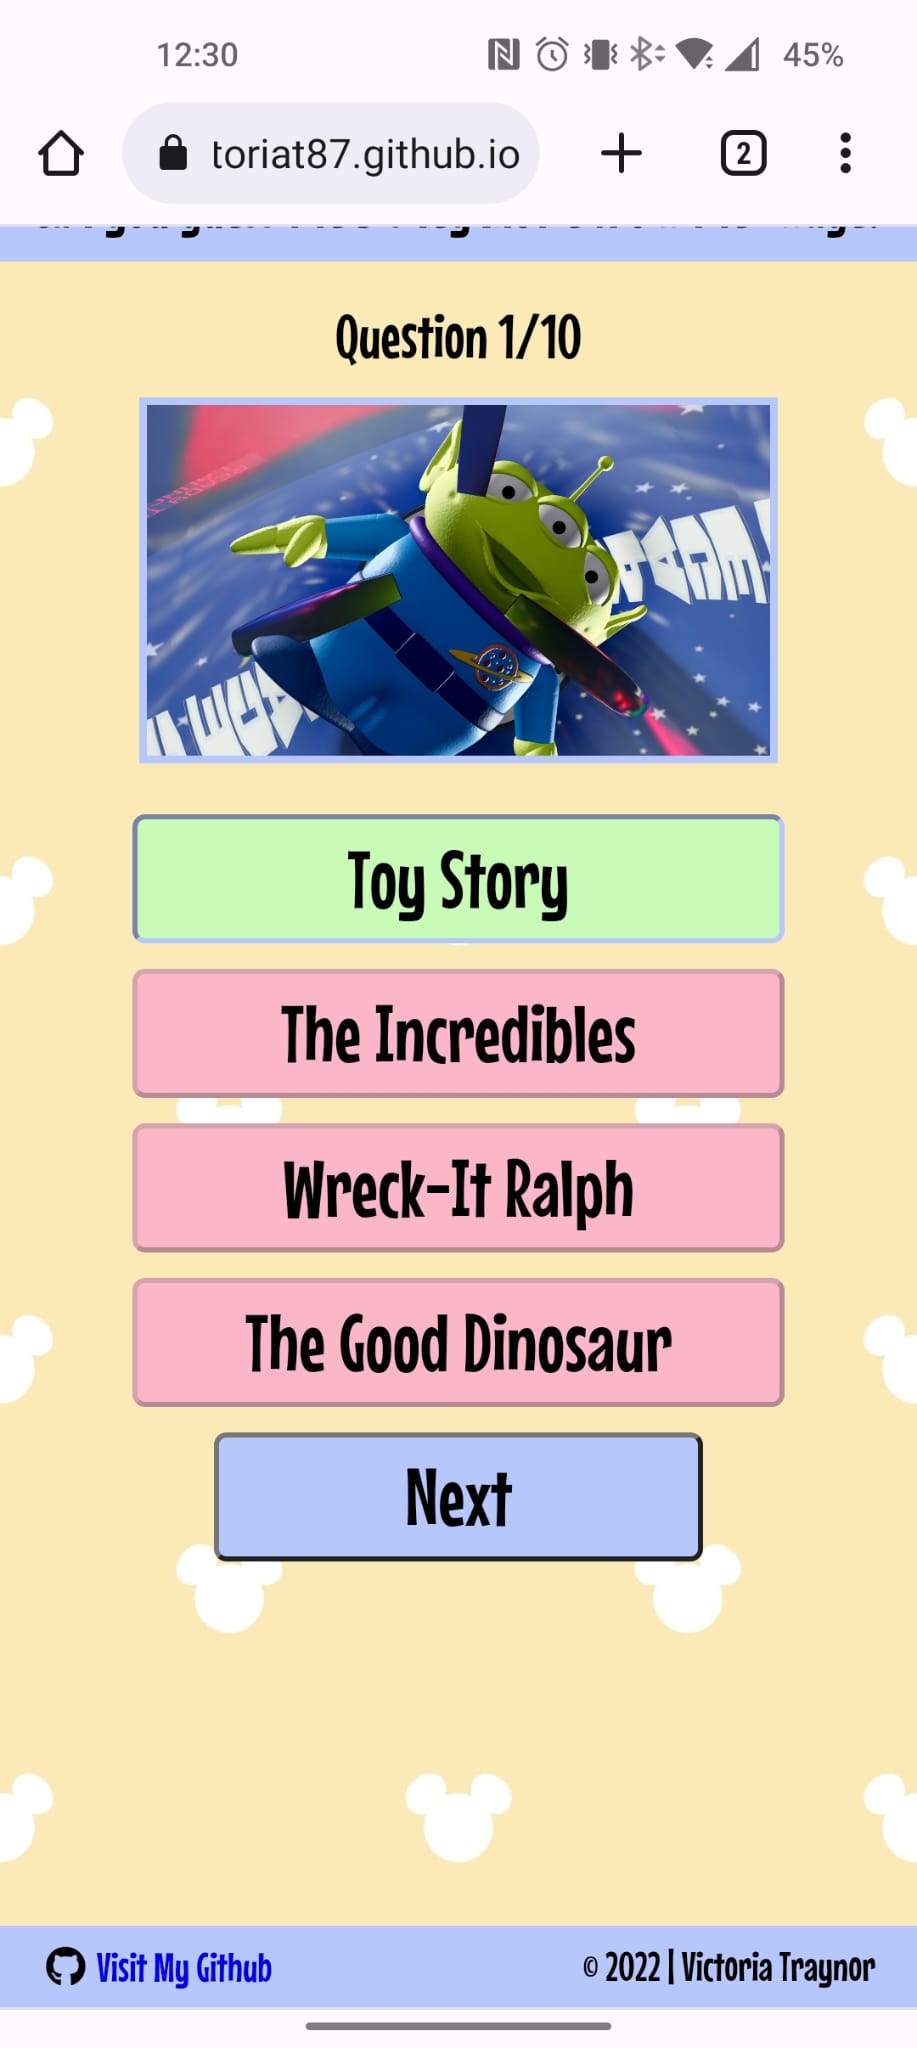 12:30 45%
toriat87.github.io 2
Question 1/10
Toy Story
The Incredibles
Wreck-It Ralph
The Good Dinosaur
Next
Visit My Github © 2022 | Victoria Traynor